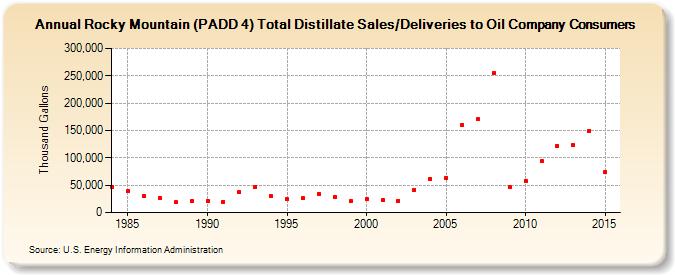 Annual Rocky Mountain (PADD 4) Total Distillate Sales/Deliveries to Oil Company Consumers
Thousand Gallons
300,000
250,000
200,000
150,000
100,000
50,000
0
1985 1990 1995 2000 2005 2010 2015
Source: U.S. Energy Information Administration